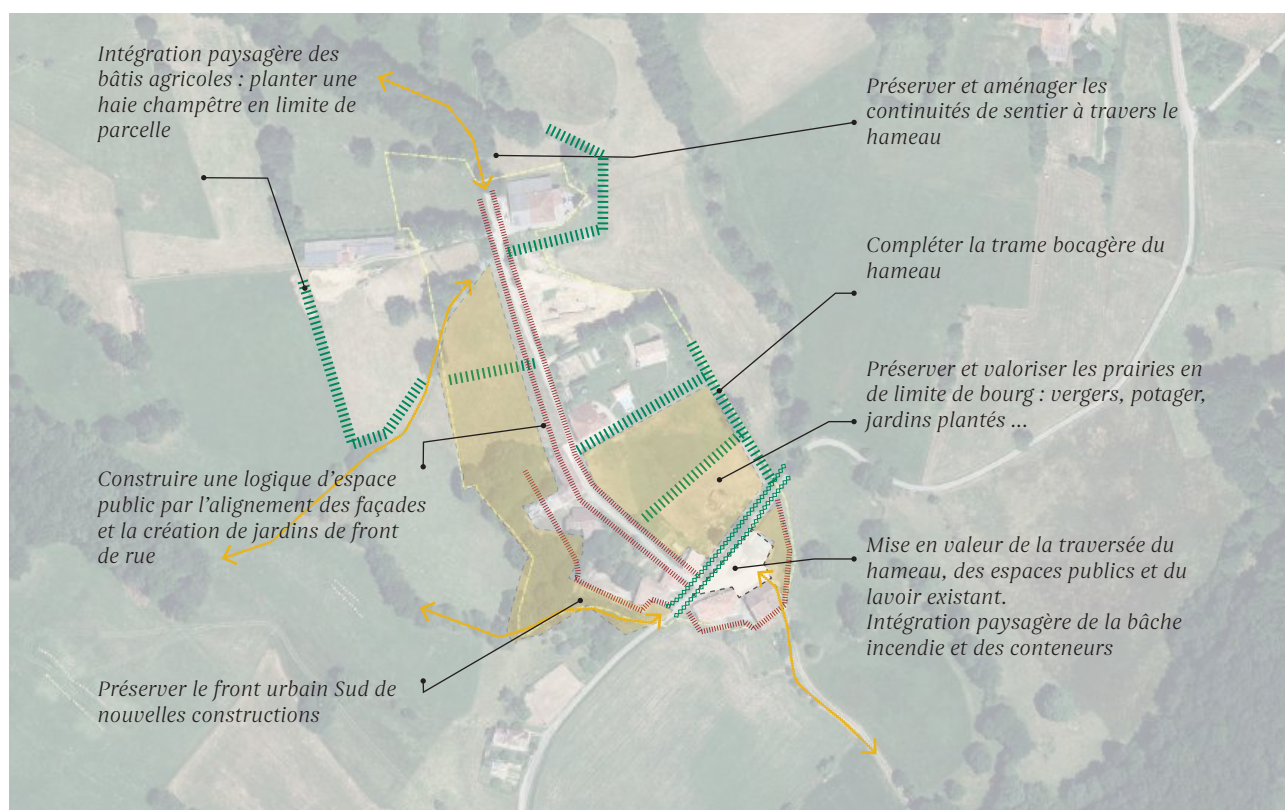 Intégration paysagère des
bâtis agricoles : planter une
haie champêtre en limite de
parcelle
Préserver et aménager les
continuités de sentier à travers le
hameau
Compléter la trame bocagère du
hameau
Préserver et valoriser les prairies en
de limite de bourg : vergers, potager,
jardins plantés ...
Construire une logique d'espace
public par l'alignement des façades
et la création de jardins de front
de rue
Mise en valeur de la traversée du
hameau, des espaces publics et du
lavoir existant.
Intégration paysagère de la bâche
incendie et des conteneurs
Préserver le front urbain Sud de
nouvelles constructions